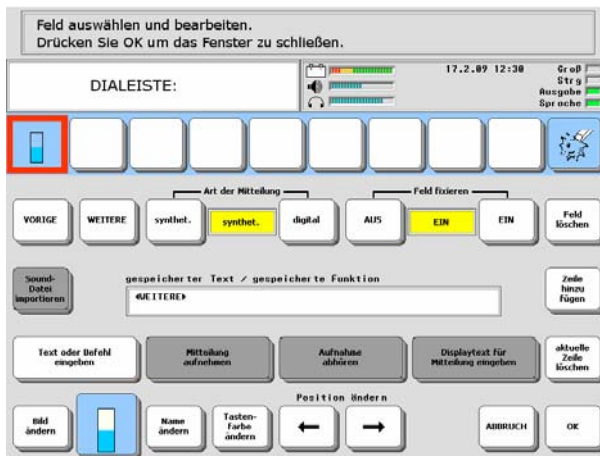 Feld auswählen und bearbeiten.
Drücken Sie OK um das Fenster zu schließen.
DIALEISTE:
17.2.09 12:30
Groß
Strg
Ausgabe
Sprache
Art der Mitteilung
Feld fixieren
VORIGE
WEITERE
synthet.
synthet.
digital
AUS
EIN
EIN
Feld
löschen
Sound-
Datei
importieren
gespeicherter Text / gespeicherte Funktion
«WEITERE»
Zeile
hinzu
fügen
Text oder Befehl
eingeben
Mitteilung
aufnehmen
Aufnahme
abhören
Displaytext für
Mitteilung eingeben
aktuelle
Zeile
löschen
Position ändern
Bild
ändern
Name
ändern
Tasten-
farbe
ändern
ABBRUCH
OK